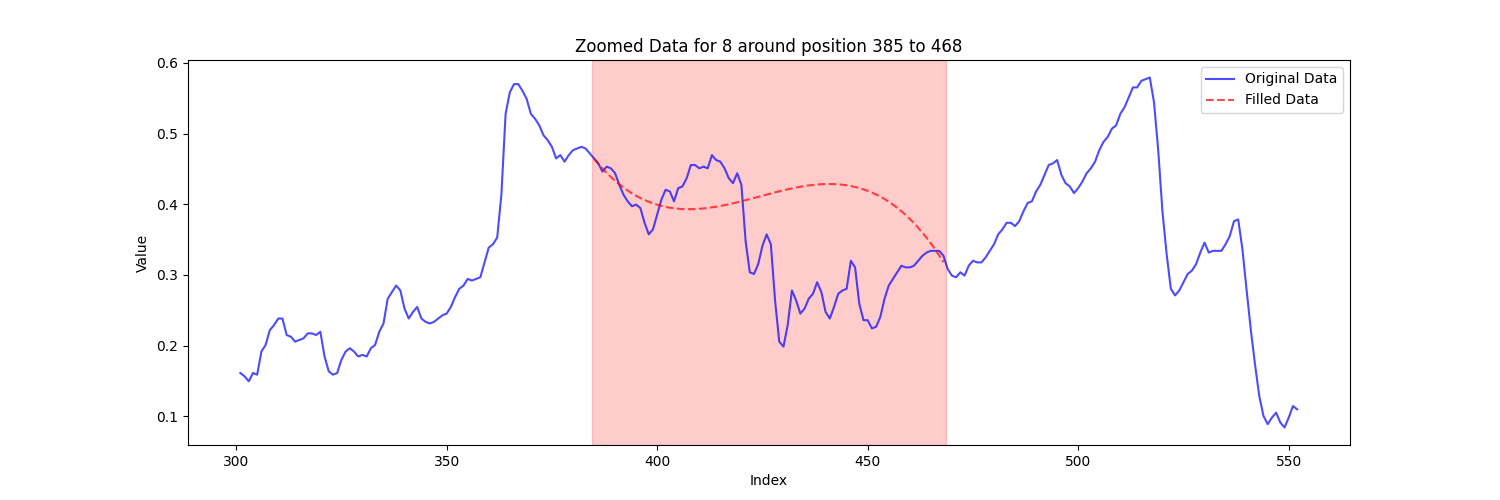 Zoomed Data for 8 around position 385 to 468
Original Data
Filled Data
0.6
0.5
0.4
0.3
0.2
0.1
Value
300
350
400
450
500
550
Index